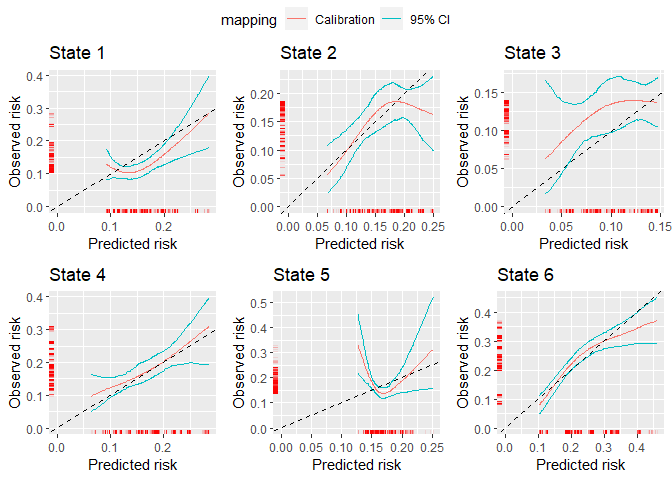 mapping Calibration 95% CI
State 1
Observed risk
0.4
0.3
0.2
0.1
0.0
0.0 0.1 0.2
Predicted risk
State 2
Observed risk
0.20
0.15
0.10
0.05
0.00
0.00 0.05 0.10 0.15 0.20 0.25
Predicted risk
State 3
Observed risk
0.15
0.10
0.05
0.00
0.00 0.05 0.10 0.15
Predicted risk
State 4
Observed risk
0.4
0.3
0.2
0.1
0.0
0.0 0.1 0.2
Predicted risk
State 5
Observed risk
0.5
0.4
0.3
0.2
0.1
0.0
0.00 0.05 0.10 0.15 0.20 0.25
Predicted risk
State 6
Observed risk
0.4
0.3
0.2
0.1
0.0
0.0 0.1 0.2 0.3 0.4
Predicted risk